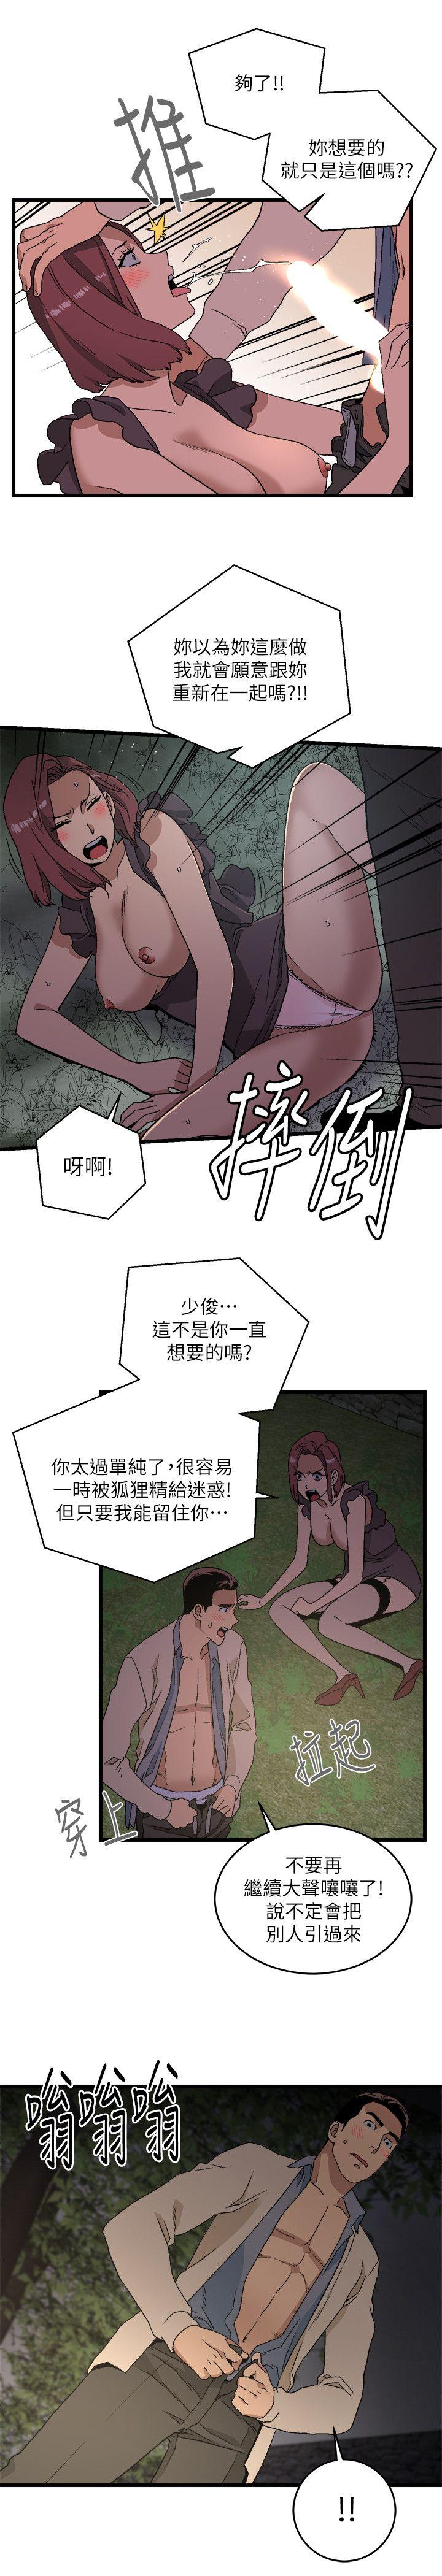 夠了!!
推
妳想要的
就只是這個嗎??
妳以為妳這麼做
我就會願意跟妳
重新在一起嗎?!!
呀啊!
摔倒
少俊…
這不是你一直
想要的嗎?
你太過單純了，很容易
一時被狐狸精給迷惑!
但只要我能留住你…
拉起
穿上
不要再
繼續大聲嚷嚷了!
說不定會把
別人引過來
嗡嗡嗡
!!